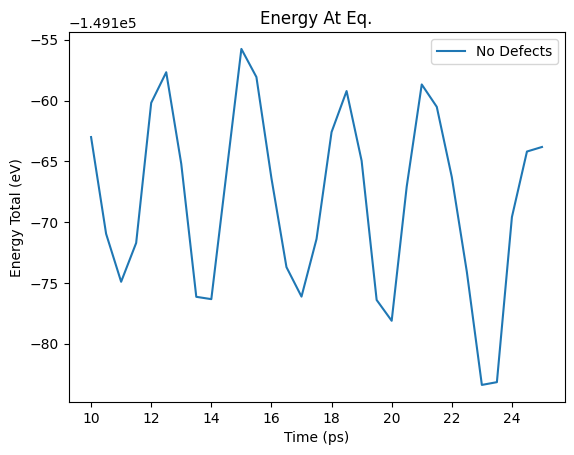 Energy At Eq.
−1.491e5
No Defects
−55
−60
−65
−70
−75
−80
Energy Total (eV)
10 12 14 16 18 20 22 24
Time (ps)